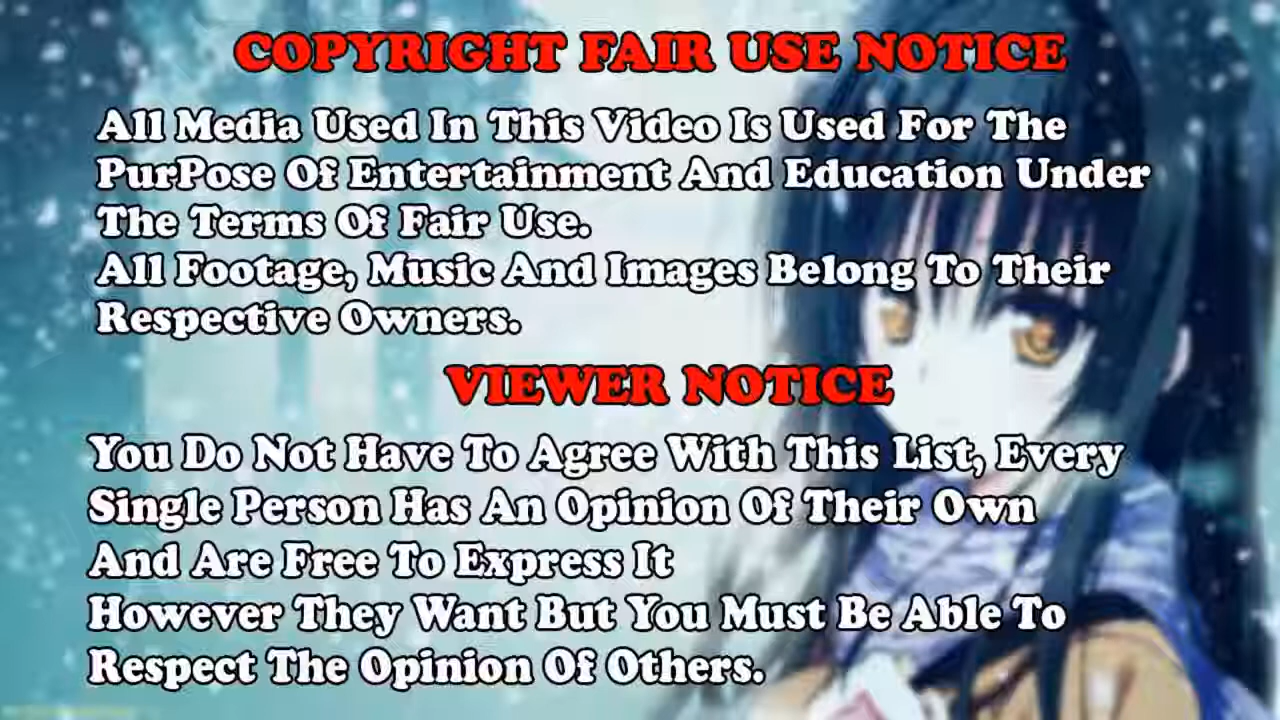 COPYRIGHT FAIR USE NOTICE
All Media Used In This Video Is Used For The
PurPose Of Entertainment And Education Under
The Terms Of Fair Use.
All Footage, Music And Images Belong To Their
Respective Owners.
VIEWER NOTICE
You Do Not Have To Agree With This List, Every
Single Person Has An Opinion Of Their Own
And Are Free To Express It
However They Want But You Must Be Able To
Respect The Opinion Of Others.